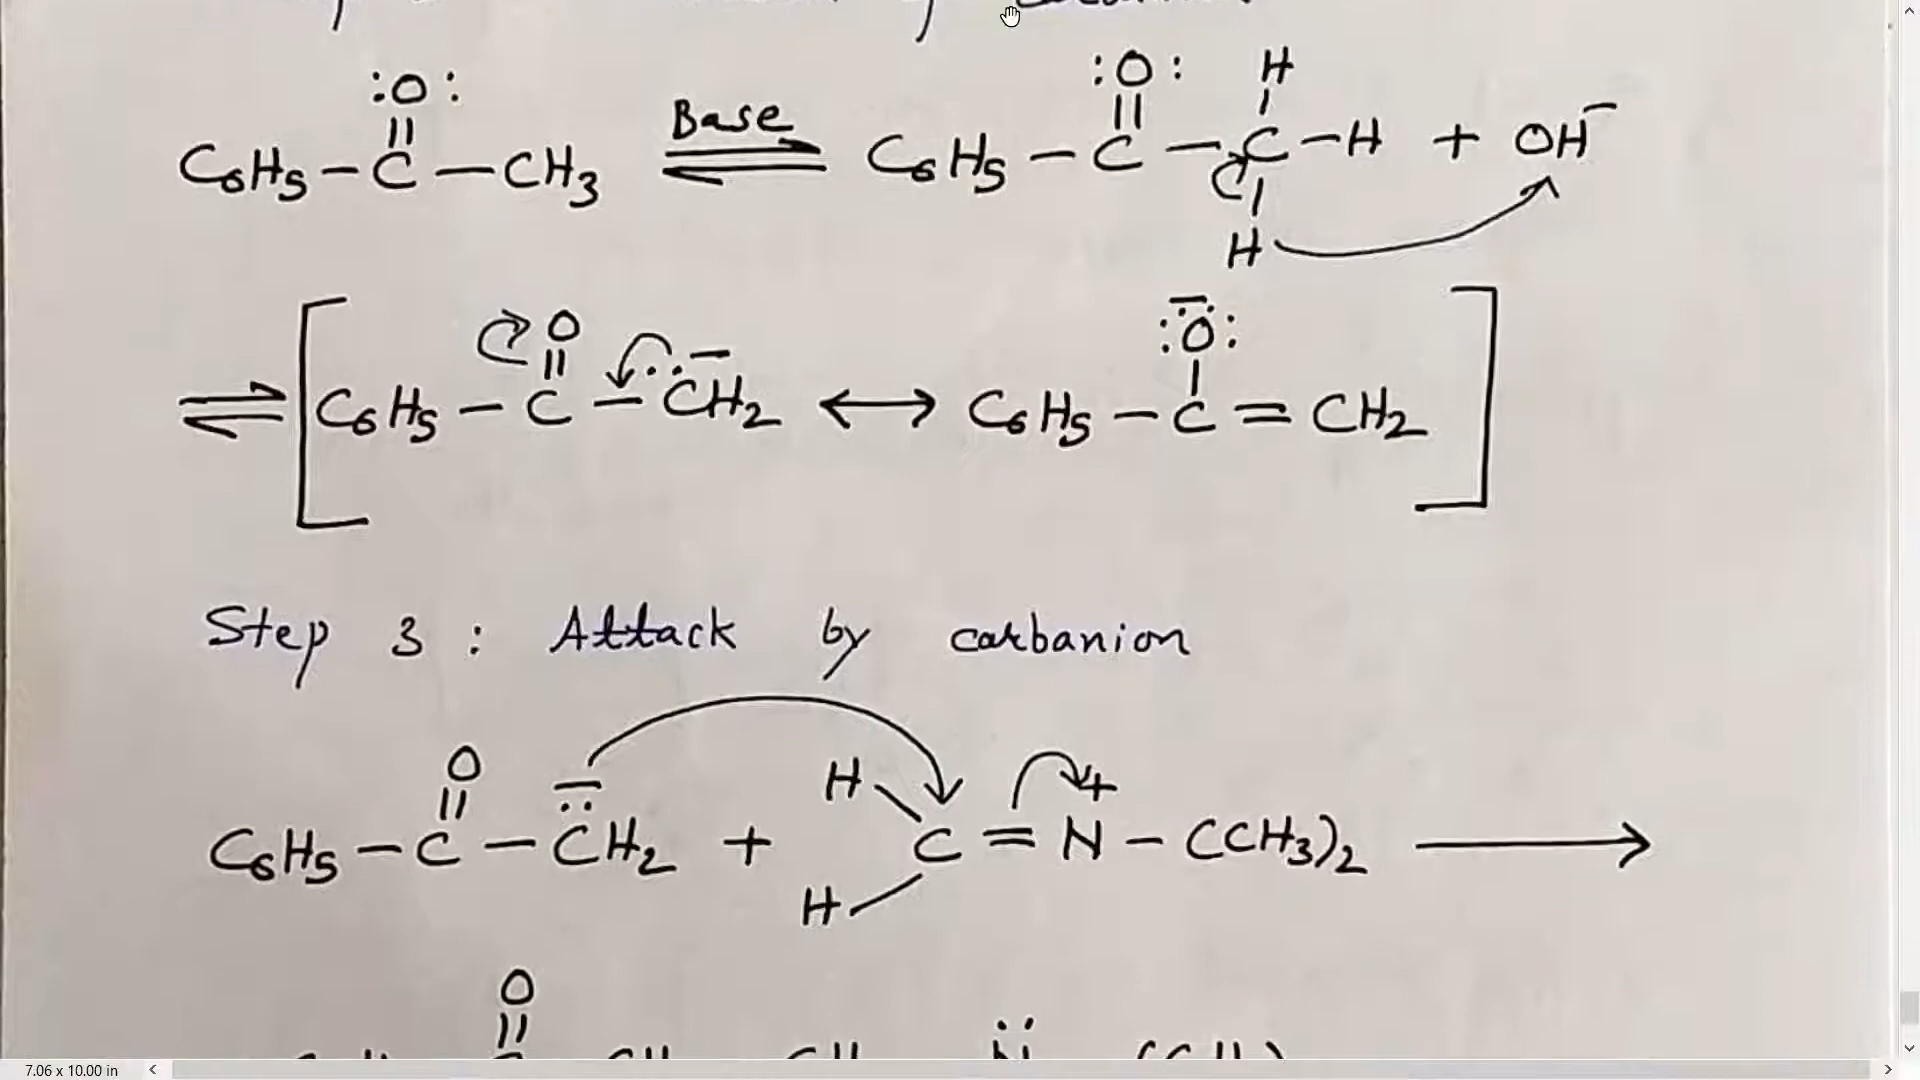 :O:   :O:   H
||   ||   |
C6H5 – C – CH3   Base ⇌   C6H5 – C – C – H + OH⁻
|
H
O   :Ö:⁻
||   |
⇌ [ C6H5 – C – C̈H2⁻ ↔ C6H5 – C = CH2 ]
Step 3 : Attack by carbanion
O   ⁻   H   +
||   ..
C6H5 – C – CH2 + C = N – (CH3)2 ⟶
H
O
||   ..
7.06 x 10.00 in